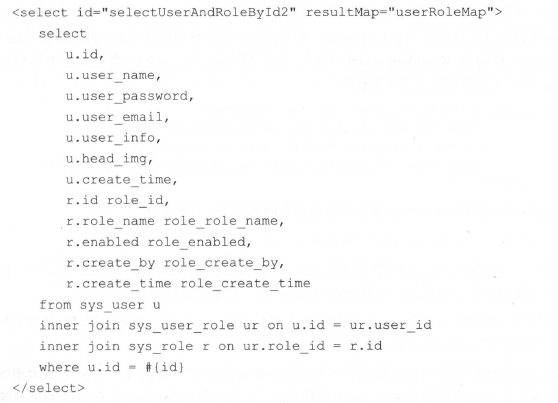 <select id="selectUserAndRoleById2" resultMap="userRoleMap">
select
u.id,
u.user_name,
u.user_password,
u.user_email,
u.user_info,
u.head_img,
u.create_time,
r.id role_id,
r.role_name role_role_name,
r.enabled role_enabled,
r.create_by role_create_by,
r.create_time role_create_time
from sys_user u
inner join sys_user_role ur on u.id = ur.user_id
inner join sys_role r on ur.role_id = r.id
where u.id = #{id}
</select>